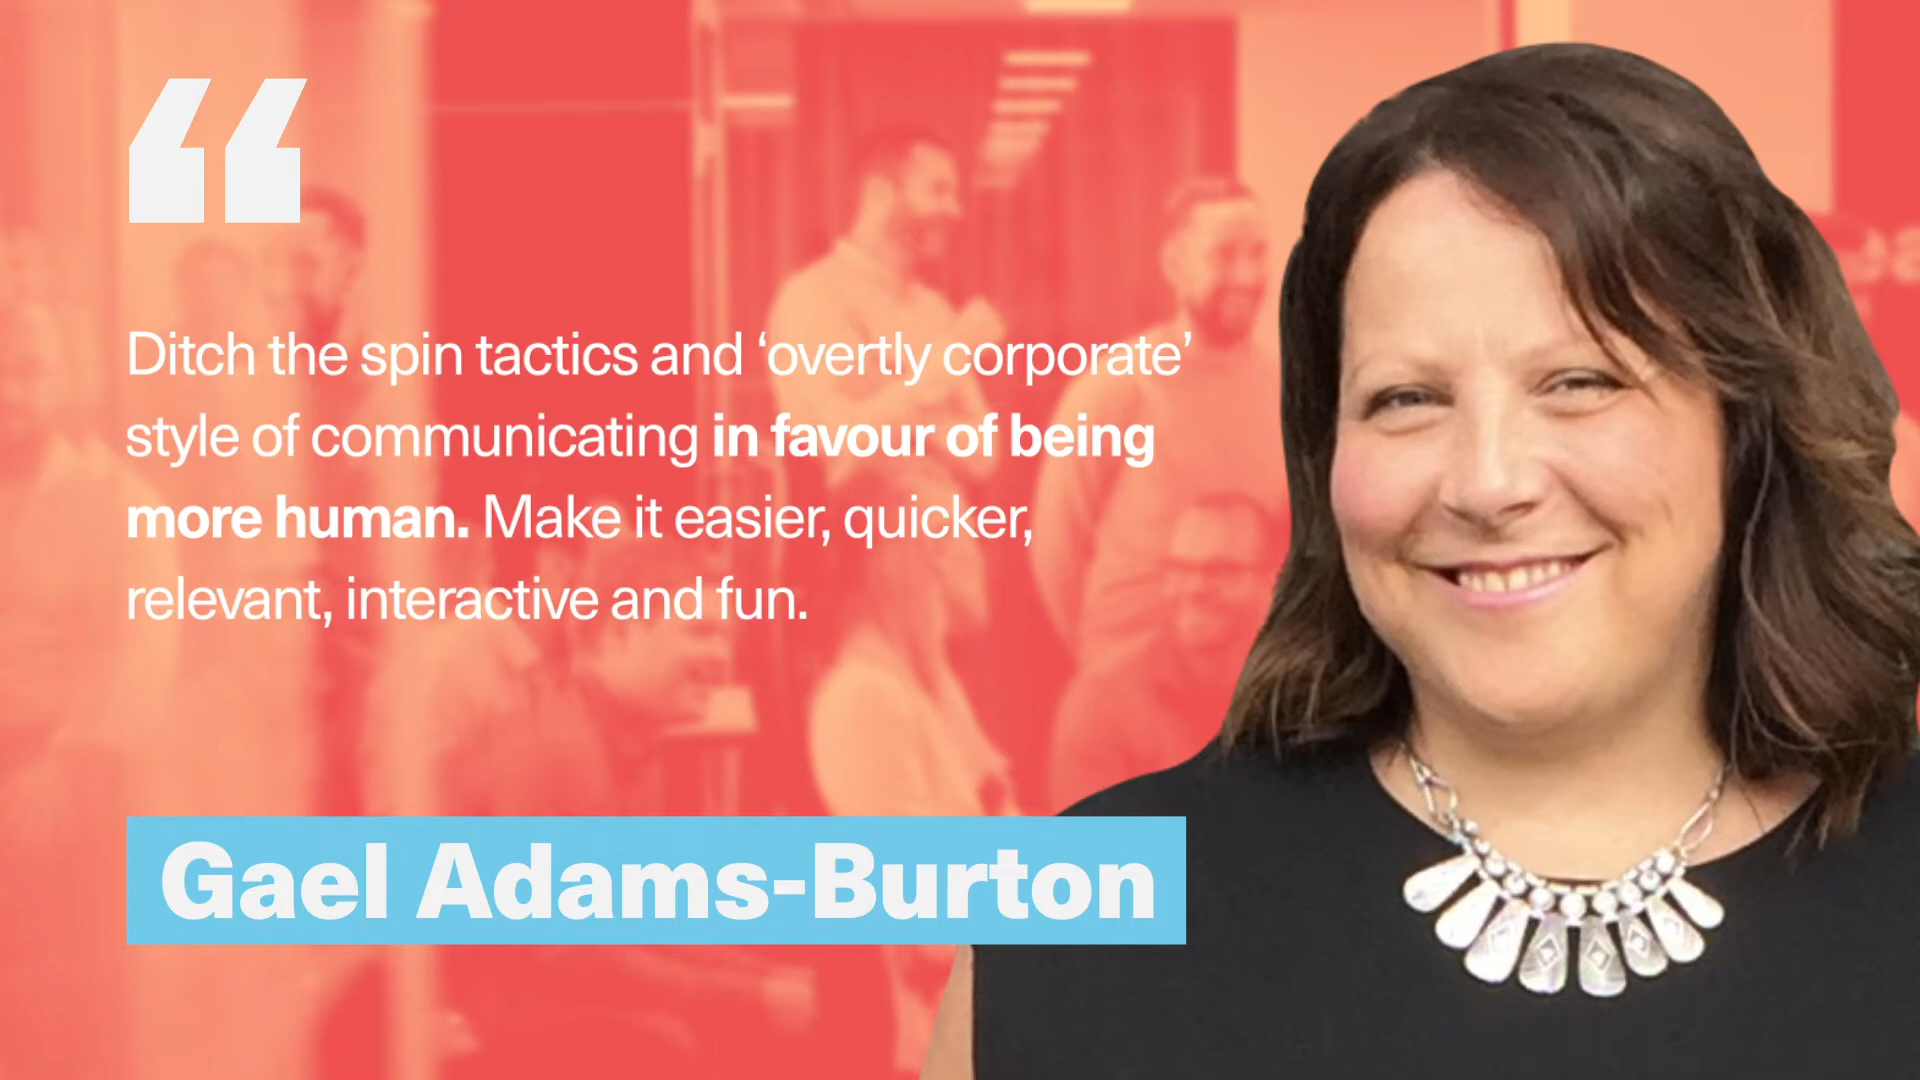 “
Ditch the spin tactics and ‘overtly corporate’
style of communicating in favour of being
more human. Make it easier, quicker,
relevant, interactive and fun.
Gael Adams-Burton